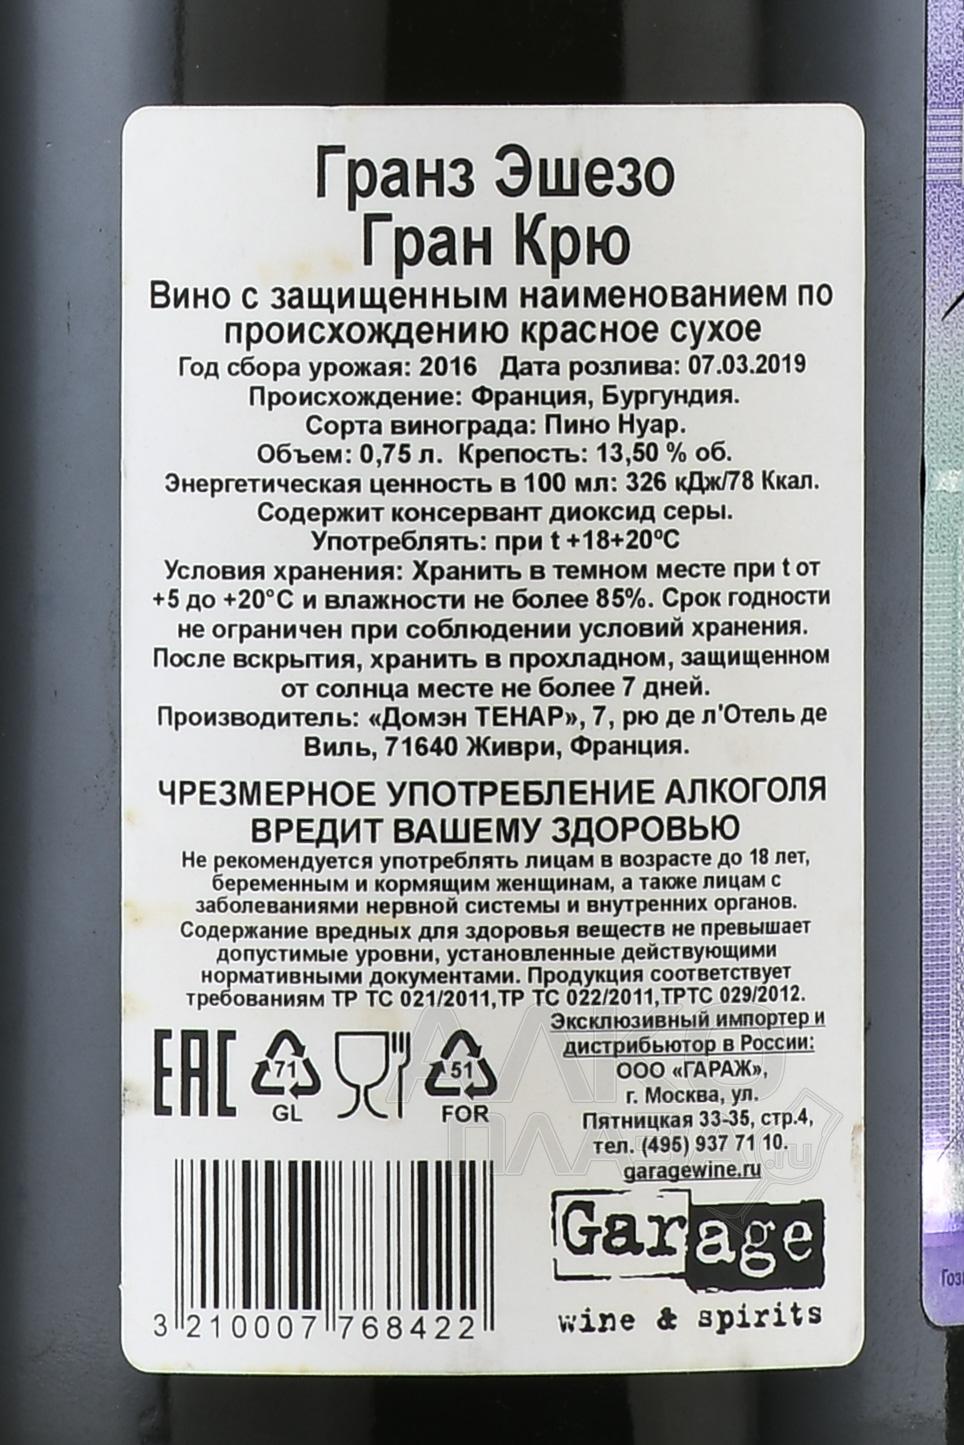 Гранз Эшезо
Гран Крю
Вино с защищенным наименованием по
происхождению красное сухое
Год сбора урожая: 2016 Дата розлива: 07.03.2019
Происхождение: Франция, Бургундия.
Сорта винограда: Пино Нуар.
Объем: 0,75 л. Крепость: 13,50 % об.
Энергетическая ценность в 100 мл: 326 кДж/78 Ккал.
Содержит консервант диоксид серы.
Употреблять: при t +18+20ºС
Условия хранения: Хранить в темном месте при t от
+5 до +20°С и влажности не более 85%. Срок годности
не ограничен при соблюдении условий хранения.
После вскрытия, хранить в прохладном, защищенном
от солнца месте не более 7 дней.
Производитель: «Домэн ТЕНАР», 7, рю де л'Отель де
Виль, 71640 Живри, Франция.
ЧРЕЗМЕРНОЕ УПОТРЕБЛЕНИЕ АЛКОГОЛЯ
ВРЕДИТ ВАШЕМУ ЗДОРОВЬЮ
Не рекомендуется употреблять лицам в возрасте до 18 лет,
беременным и кормящим женщинам, а также лицам с
заболеваниями нервной системы и внутренних органов.
Содержание вредных для здоровья веществ не превышает
допустимые уровни, установленные действующими
нормативными документами. Продукция соответствует
требованиям ТР ТС 021/2011,ТР ТС 022/2011,ТРТС 029/2012.
Эксклюзивный импортер и
дистрибьютор в России:
ООО «ГАРАЖ»,
г. Москва, ул.
Пятницкая 33-35, стр.4,
тел. (495) 937 71 10.
garagewine.ru
EAC
71
GL
51
FOR
АЛКО
ПЛАЗА.ru
Garage
wine & spirits
3 210007 768422